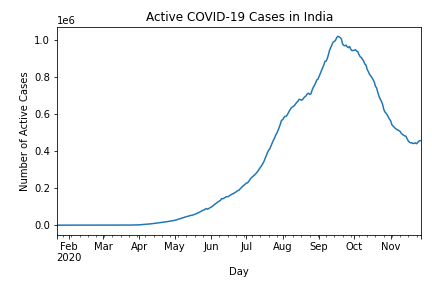 Active COVID-19 Cases in India
1e6
1.0
0.8
0.6
0.4
0.2
0.0
Number of Active Cases
Feb Mar Apr May Jun Jul Aug Sep Oct Nov
2020
Day